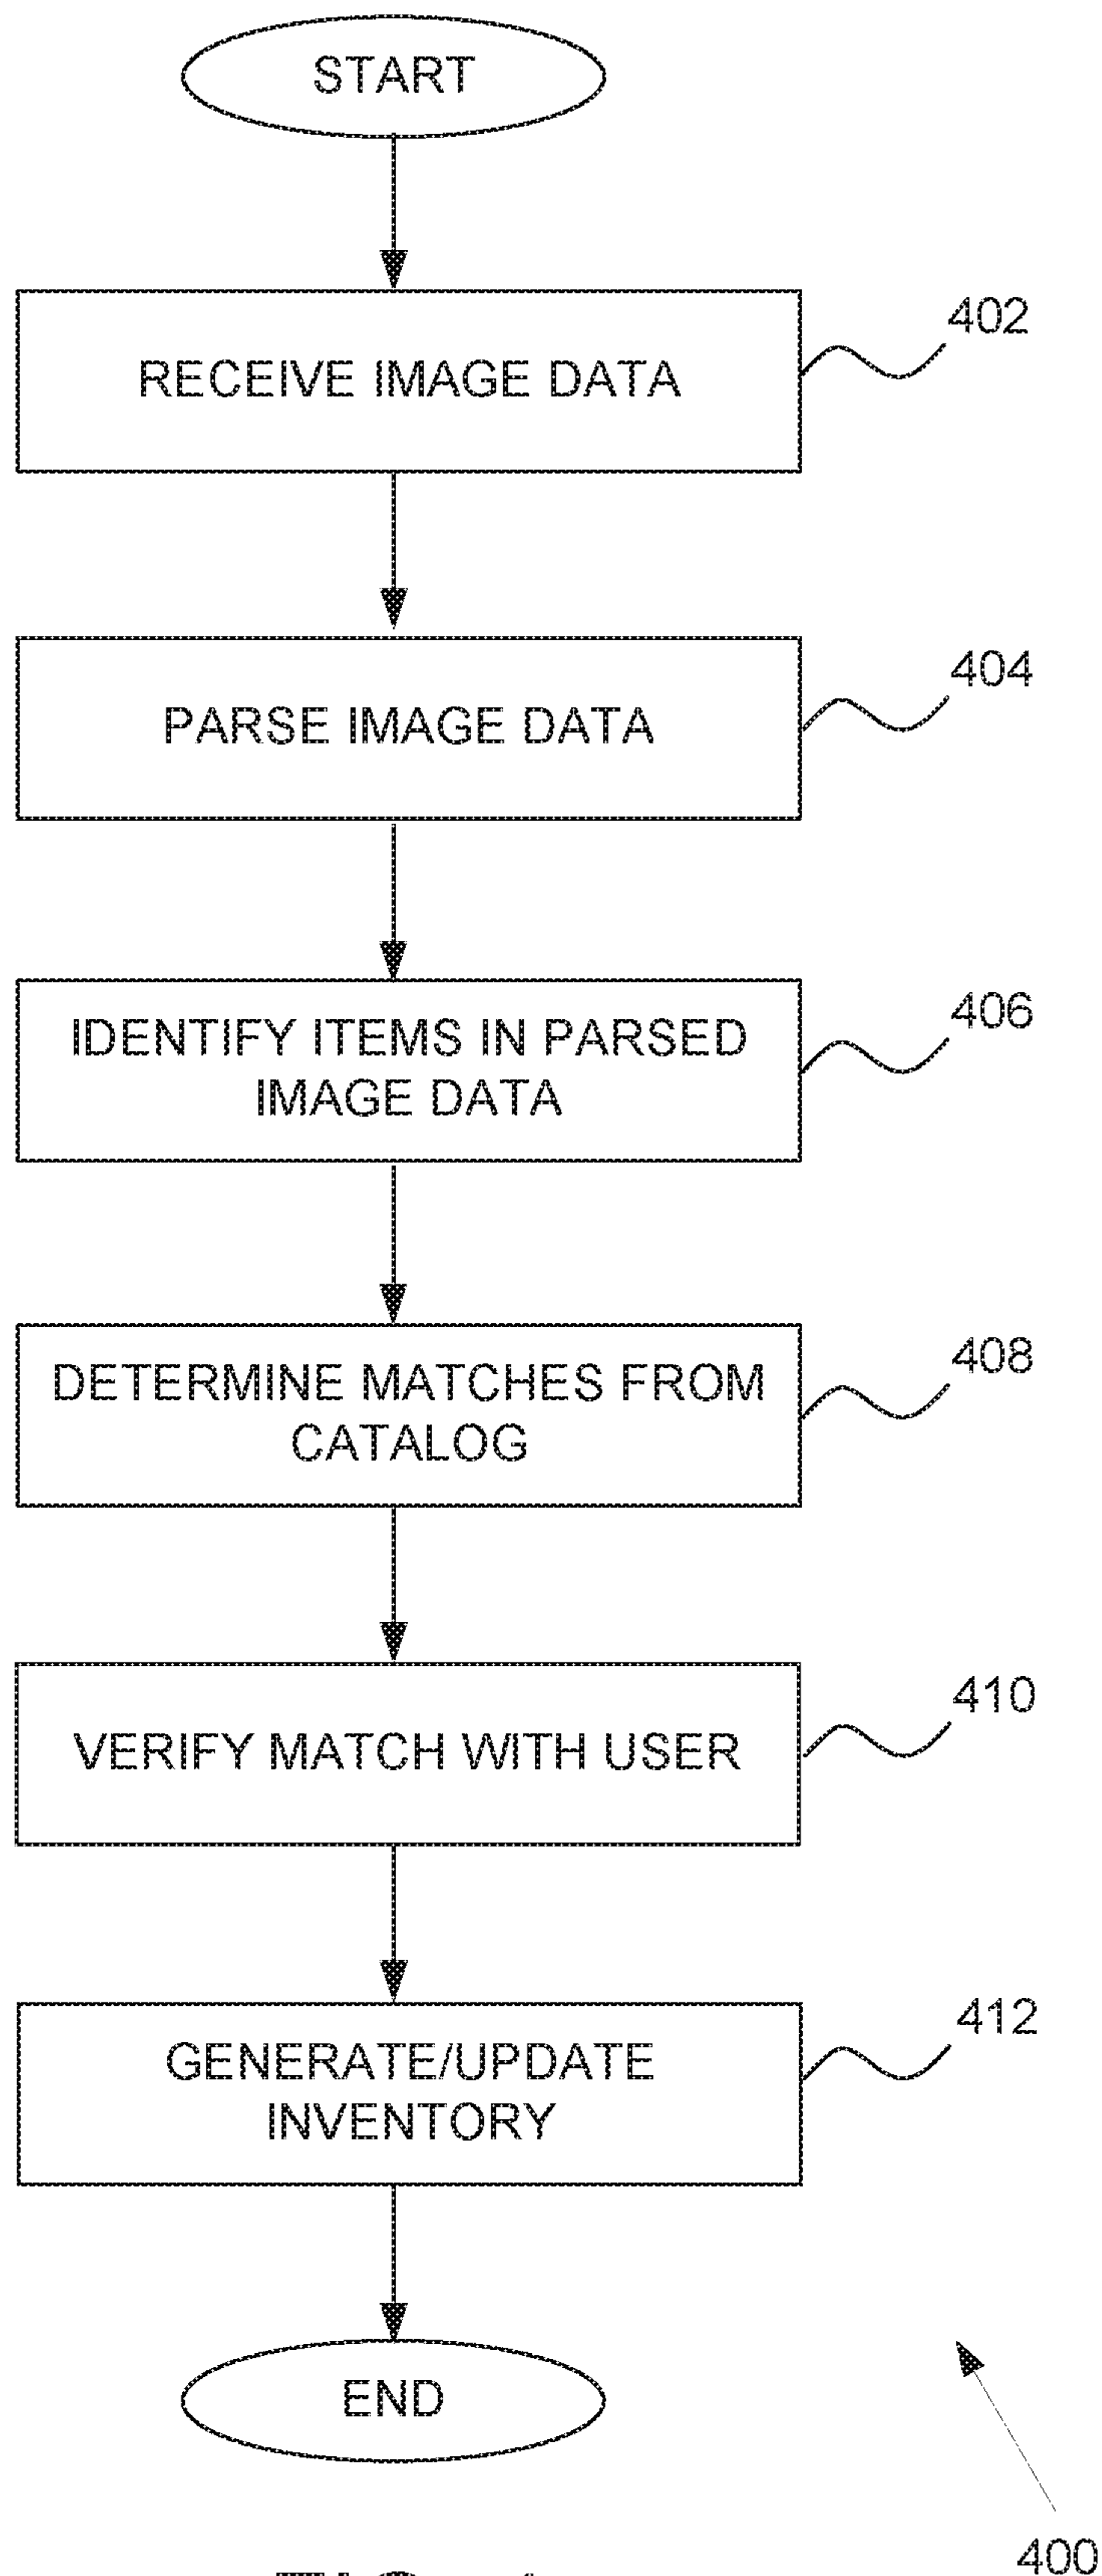 START
402
RECEIVE IMAGE DATA
404
PARSE IMAGE DATA
406
IDENTIFY ITEMS IN PARSED
IMAGE DATA
408
DETERMINE MATCHES FROM
CATALOG
410
VERIFY MATCH WITH USER
412
GENERATE/UPDATE
INVENTORY
END
400